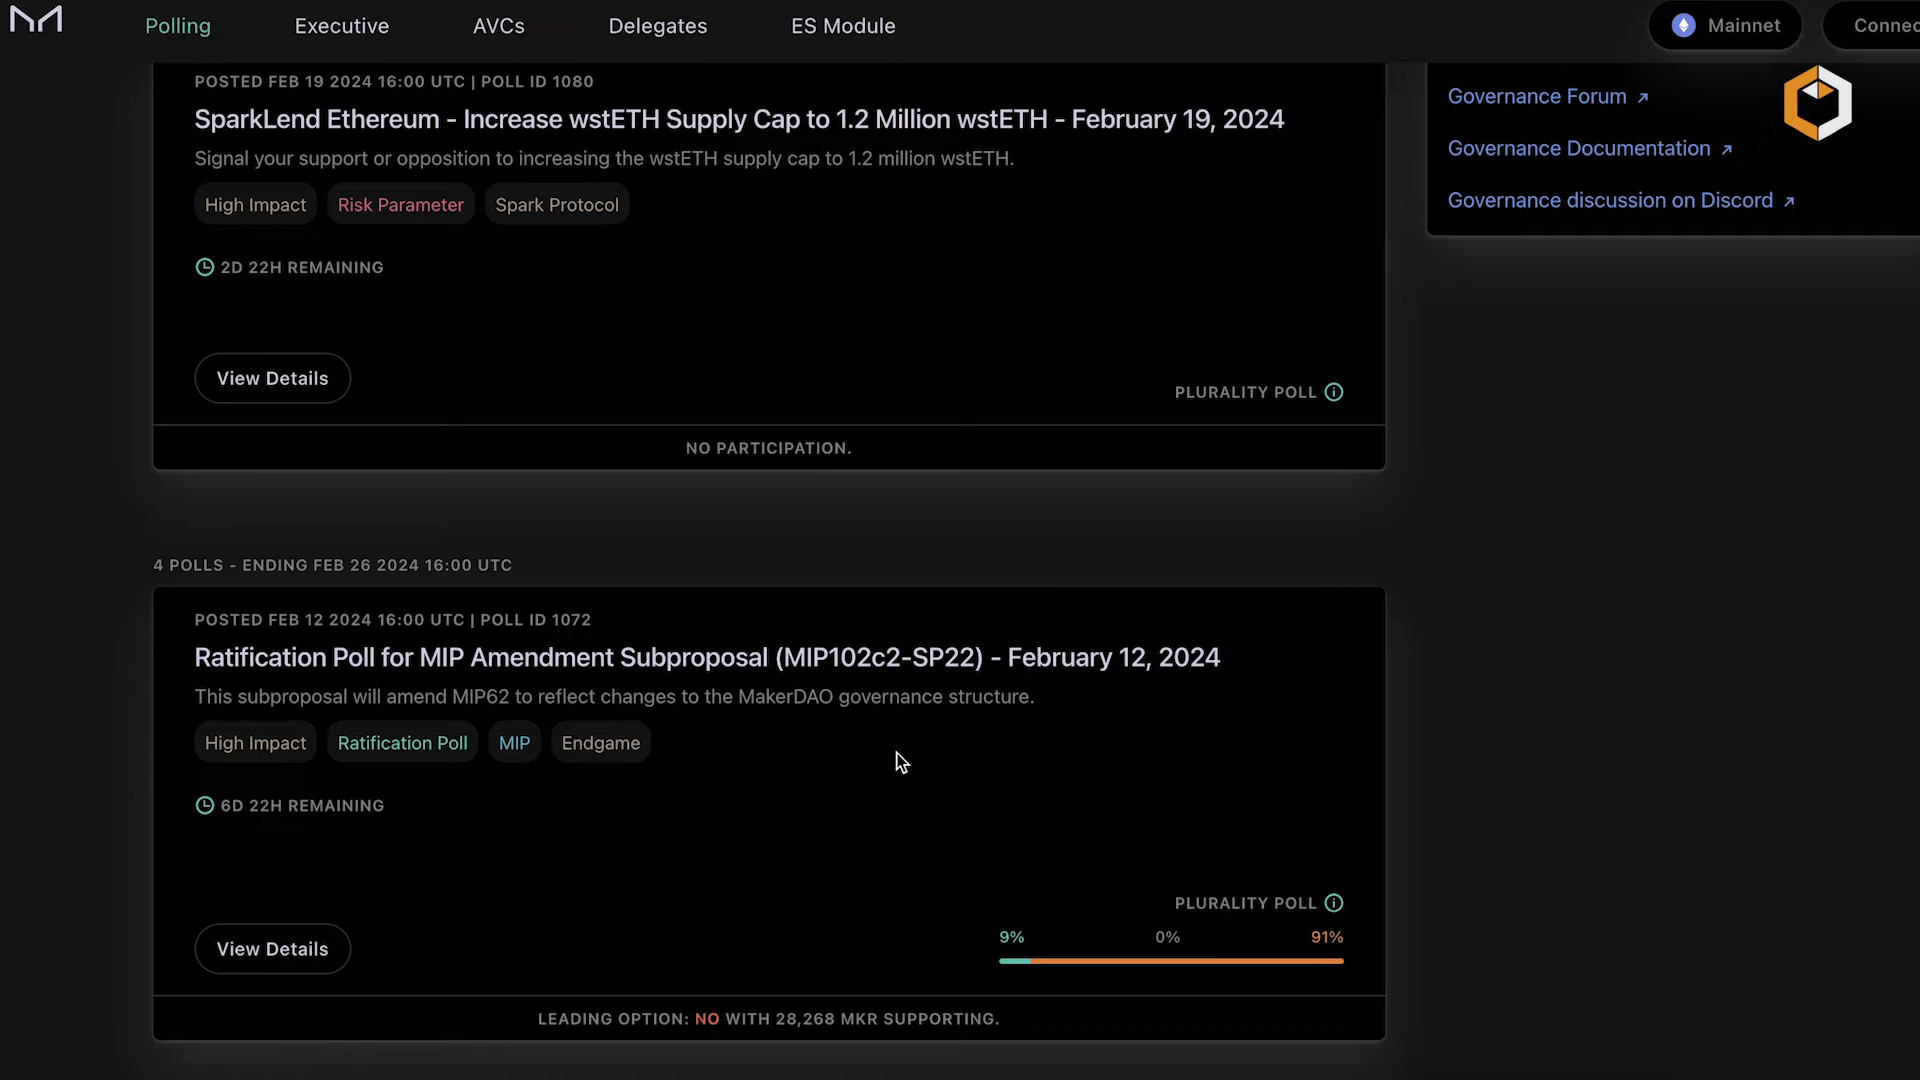 Polling
Executive
AVCs
Delegates
ES Module
Mainnet
Connec
POSTED FEB 19 2024 16:00 UTC | POLL ID 1080
SparkLend Ethereum - Increase wstETH Supply Cap to 1.2 Million wstETH - February 19, 2024
Signal your support or opposition to increasing the wstETH supply cap to 1.2 million wstETH.
High Impact
Risk Parameter
Spark Protocol
2D 22H REMAINING
View Details
PLURALITY POLL
NO PARTICIPATION.
Governance Forum
Governance Documentation
Governance discussion on Discord
4 POLLS - ENDING FEB 26 2024 16:00 UTC
POSTED FEB 12 2024 16:00 UTC | POLL ID 1072
Ratification Poll for MIP Amendment Subproposal (MIP102c2-SP22) - February 12, 2024
This subproposal will amend MIP62 to reflect changes to the MakerDAO governance structure.
High Impact
Ratification Poll
MIP
Endgame
6D 22H REMAINING
PLURALITY POLL
9%
0%
91%
View Details
LEADING OPTION: NO WITH 28,268 MKR SUPPORTING.